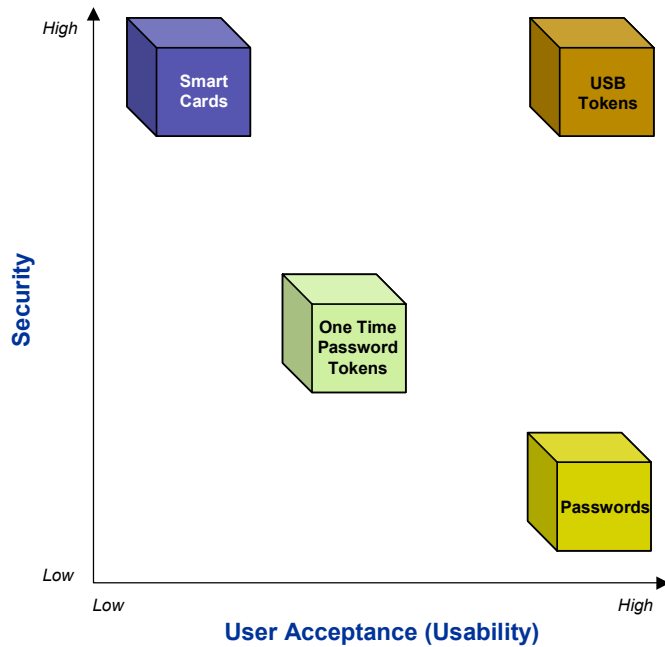 High
Smart
Cards
USB
Tokens
Security
One Time
Password
Tokens
Passwords
Low
Low
High
User Acceptance (Usability)